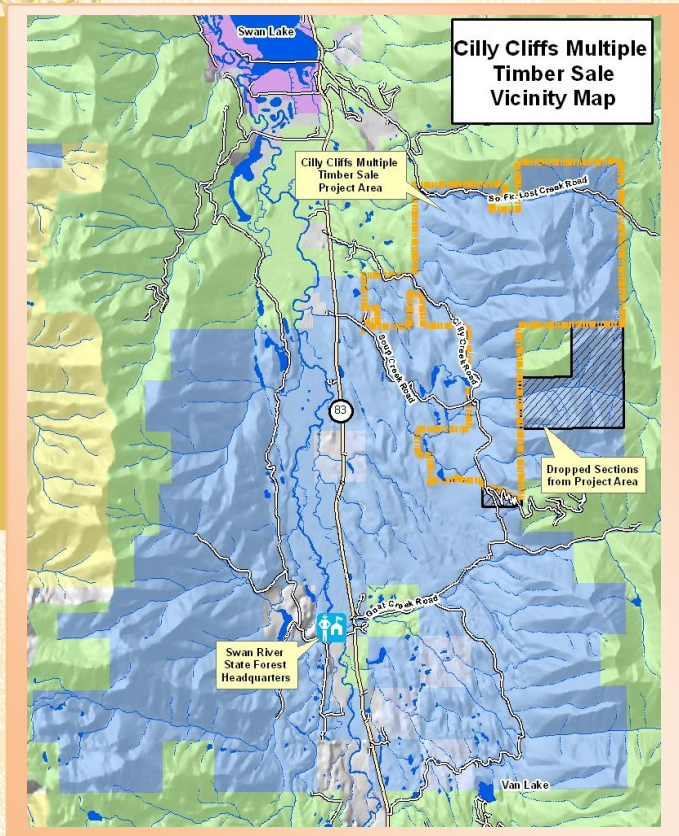 Swan Lake
Cilly Cliffs Multiple
Timber Sale
Vicinity Map
Cilly Cliffs Multiple
Timber Sale
Project Area
So. Fk. Lost Creek Road
Cilly Creek Road
Soup Creek Road
83
Dropped Sections
from Project Area
Goat Creek Road
Swan River
State Forest
Headquarters
Van Lake